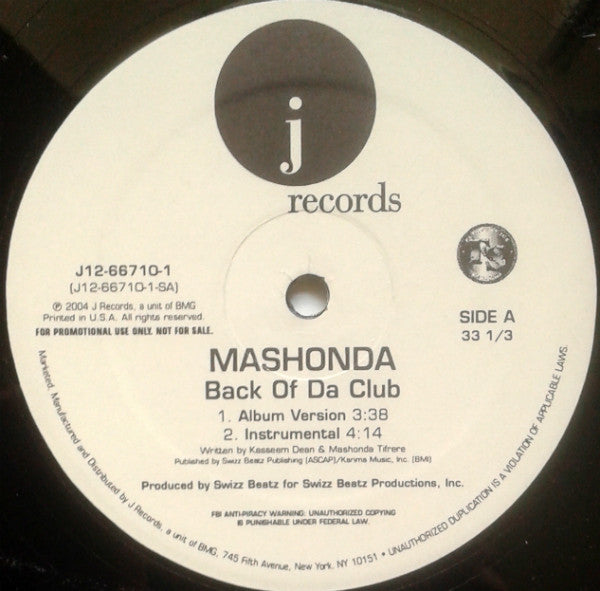 j
records
J12-66710-1
(J12-66710-1-SA)
℗ 2004 J Records, a unit of BMG
Printed in U.S.A. All rights reserved.
FOR PROMOTIONAL USE ONLY. NOT FOR SALE.
SIDE A
33 1/3
MASHONDA
Back Of Da Club
1. Album Version 3:38
2. Instrumental 4:14
Written by Kasseem Dean & Mashonda Tifrere
Published by Swizz Beatz Publishing (ASCAP)/Karima Music, Inc. (BMI)
Produced by Swizz Beatz for Swizz Beatz Productions, Inc.
FBI ANTI-PIRACY WARNING: UNAUTHORIZED COPYING
IS PUNISHABLE UNDER FEDERAL LAW.
Marketed, Manufactured and Distributed by J Records, a unit of BMG, 745 Fifth Avenue, New York, NY 10151 • UNAUTHORIZED DUPLICATION IS A VIOLATION OF APPLICABLE LAWS.